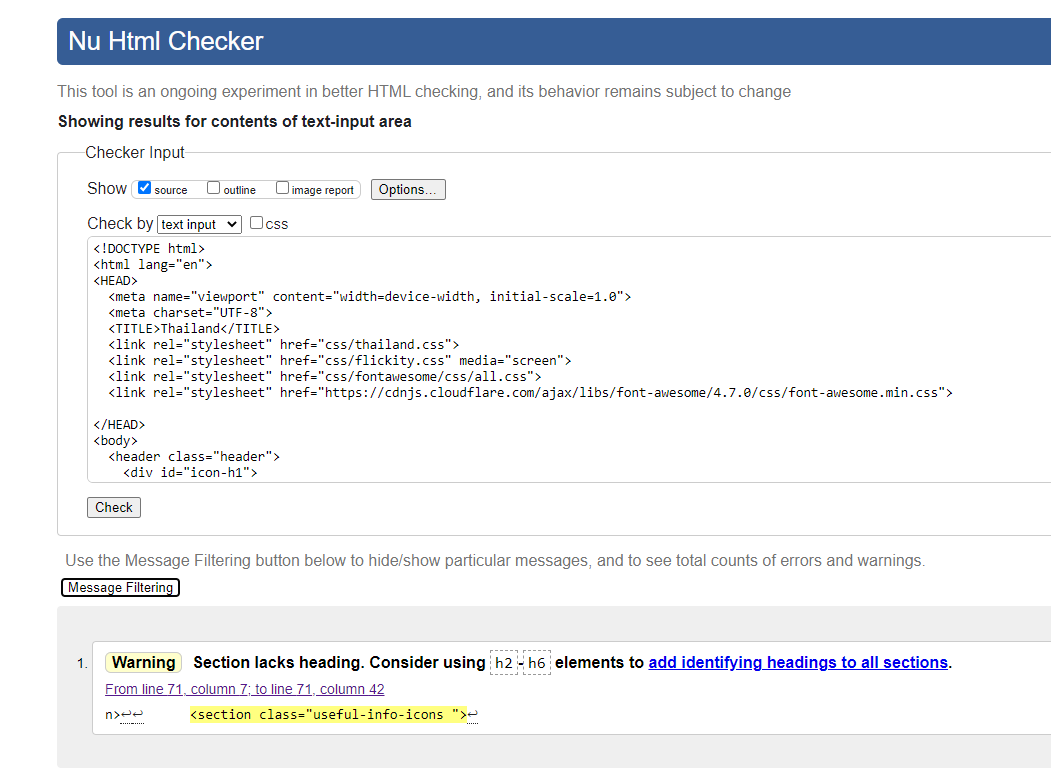 Nu Html Checker
This tool is an ongoing experiment in better HTML checking, and its behavior remains subject to change
Showing results for contents of text-input area
Checker Input
Show source outline image report Options...
Check by text input css
<!DOCTYPE html>
<html lang="en">
<HEAD>
  <meta name="viewport" content="width=device-width, initial-scale=1.0">
  <meta charset="UTF-8">
  <TITLE>Thailand</TITLE>
  <link rel="stylesheet" href="css/thailand.css">
  <link rel="stylesheet" href="css/flickity.css" media="screen">
  <link rel="stylesheet" href="css/fontawesome/css/all.css">
  <link rel="stylesheet" href="https://cdnjs.cloudflare.com/ajax/libs/font-awesome/4.7.0/css/font-awesome.min.css">
</HEAD>
<body>
  <header class="header">
    <div id="icon-h1">
Check
Use the Message Filtering button below to hide/show particular messages, and to see total counts of errors and warnings.
Message Filtering
1. Warning Section lacks heading. Consider using h2-h6 elements to add identifying headings to all sections.
From line 71, column 7; to line 71, column 42
n>↩↩      <section class="useful-info-icons ">↩